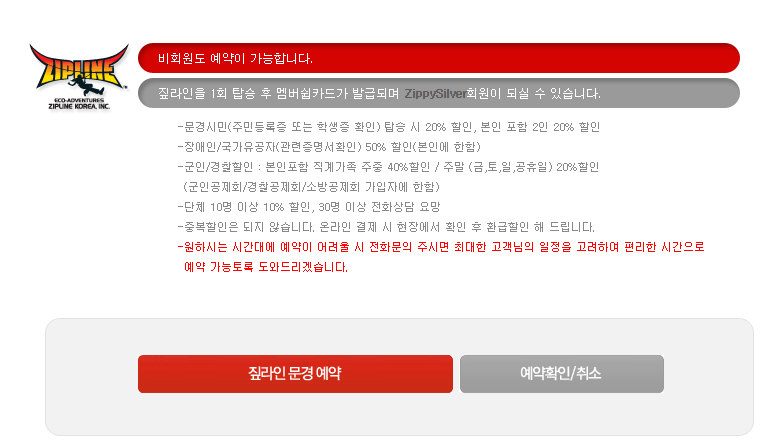 ZIPLINE
ECO-ADVENTURES
ZIPLINE KOREA, INC.
비회원도 예약이 가능합니다.
짚라인을 1회 탑승 후 멤버쉽카드가 발급되며 ZippySilver회원이 되실 수 있습니다.
-문경시민(주민등록증 또는 학생증 확인) 탑승 시 20% 할인, 본인 포함 2인 20% 할인
-장애인/국가유공자(관련증명서확인) 50% 할인(본인에 한함)
-군인/경찰할인 : 본인포함 직계가족 주중 40%할인 / 주말 (금,토,일,공휴일) 20%할인
(군인공제회/경찰공제회/소방공제회 가입자에 한함)
-단체 10명 이상 10% 할인, 30명 이상 전화상담 요망
-중복할인은 되지 않습니다. 온라인 결제 시 현장에서 확인 후 환급할인 해 드립니다.
-원하시는 시간대에 예약이 어려울 시 전화문의 주시면 최대한 고객님의 일정을 고려하여 편리한 시간으로
예약 가능토록 도와드리겠습니다.
짚라인 문경 예약
예약확인/취소